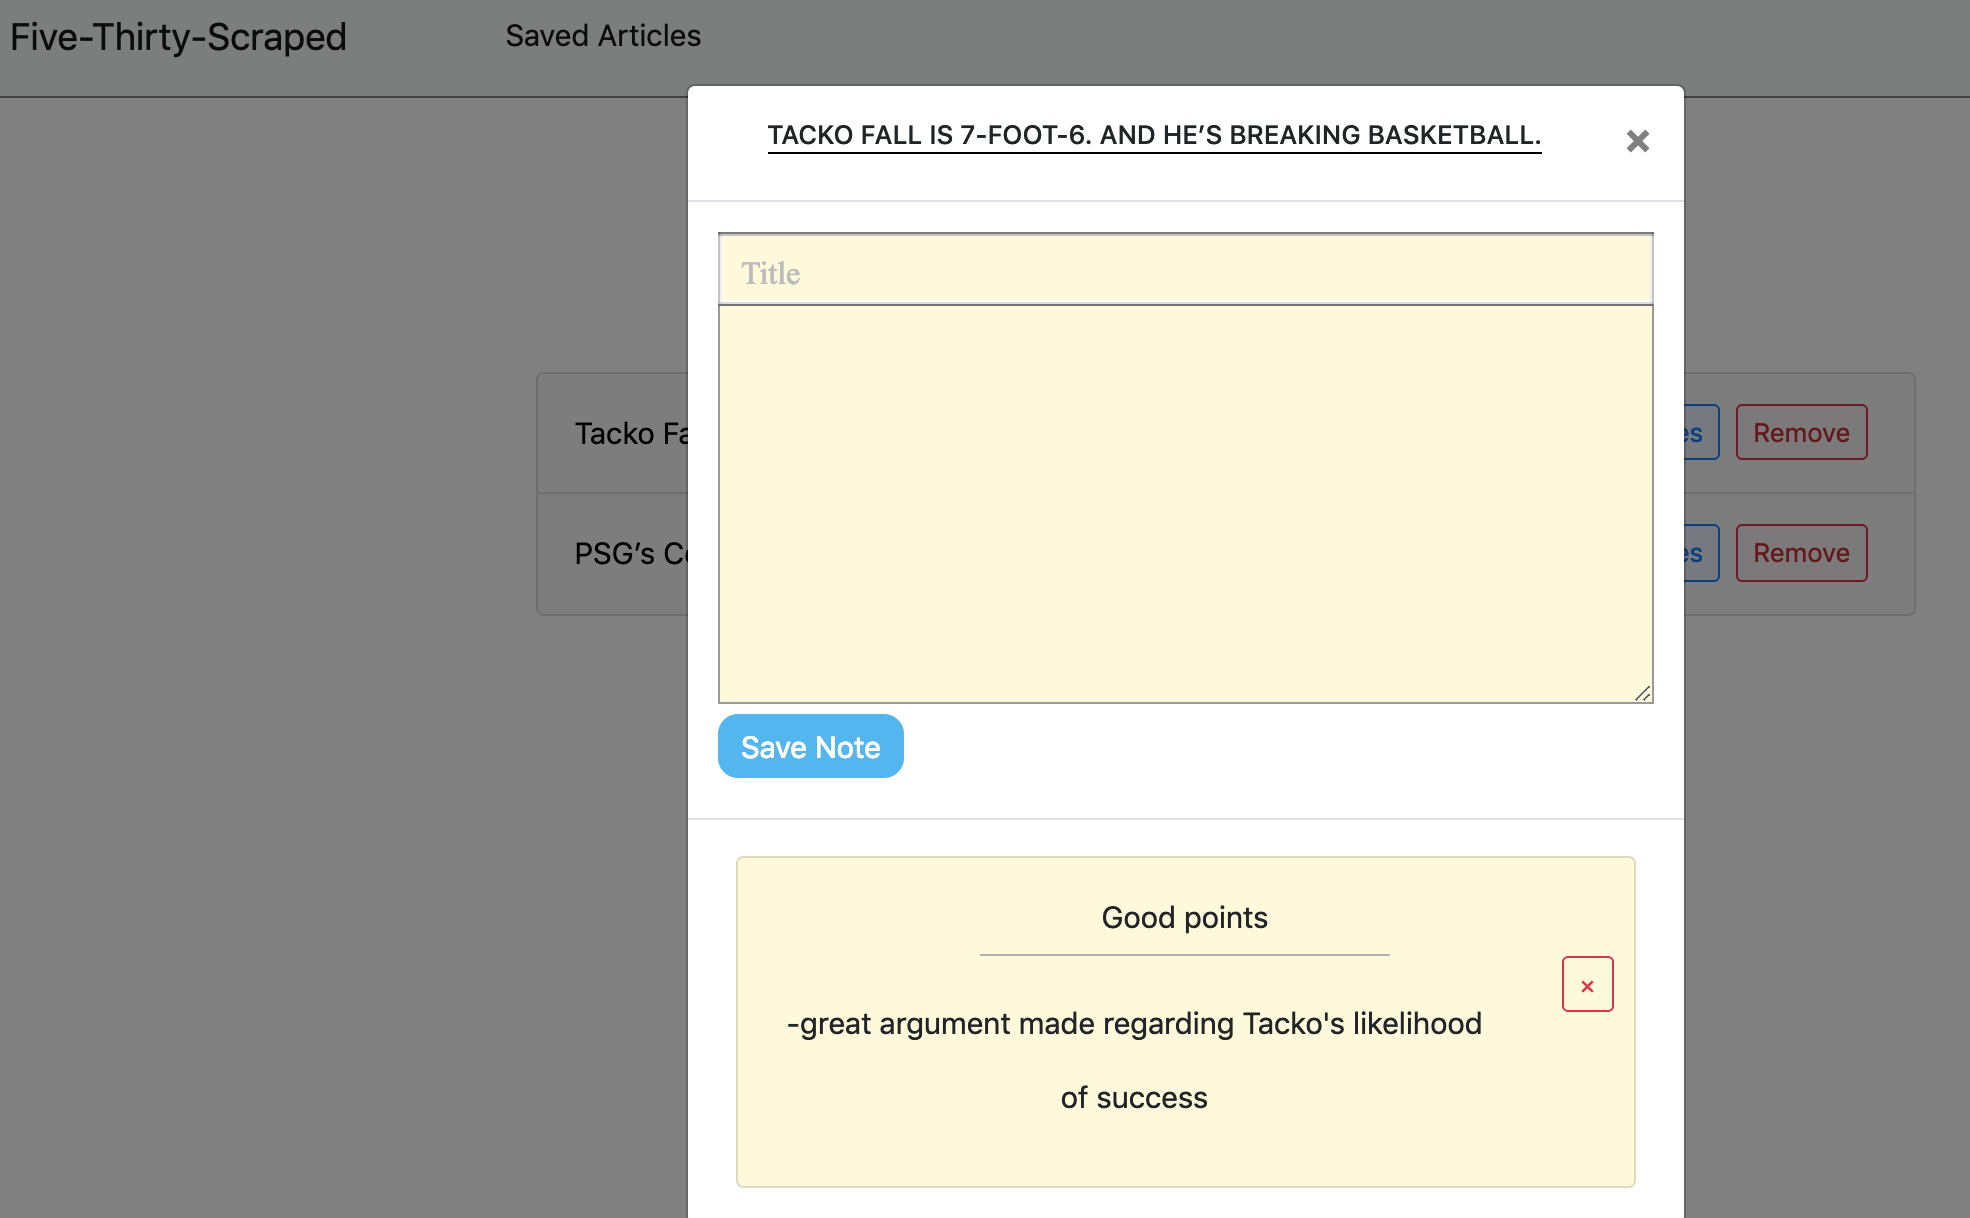 Five-Thirty-Scraped
Saved Articles
TACKO FALL IS 7-FOOT-6. AND HE’S BREAKING BASKETBALL.
×
Title
Tacko Fa
es
Remove
PSG’s Co
es
Remove
Save Note
Good points
×
-great argument made regarding Tacko's likelihood
of success